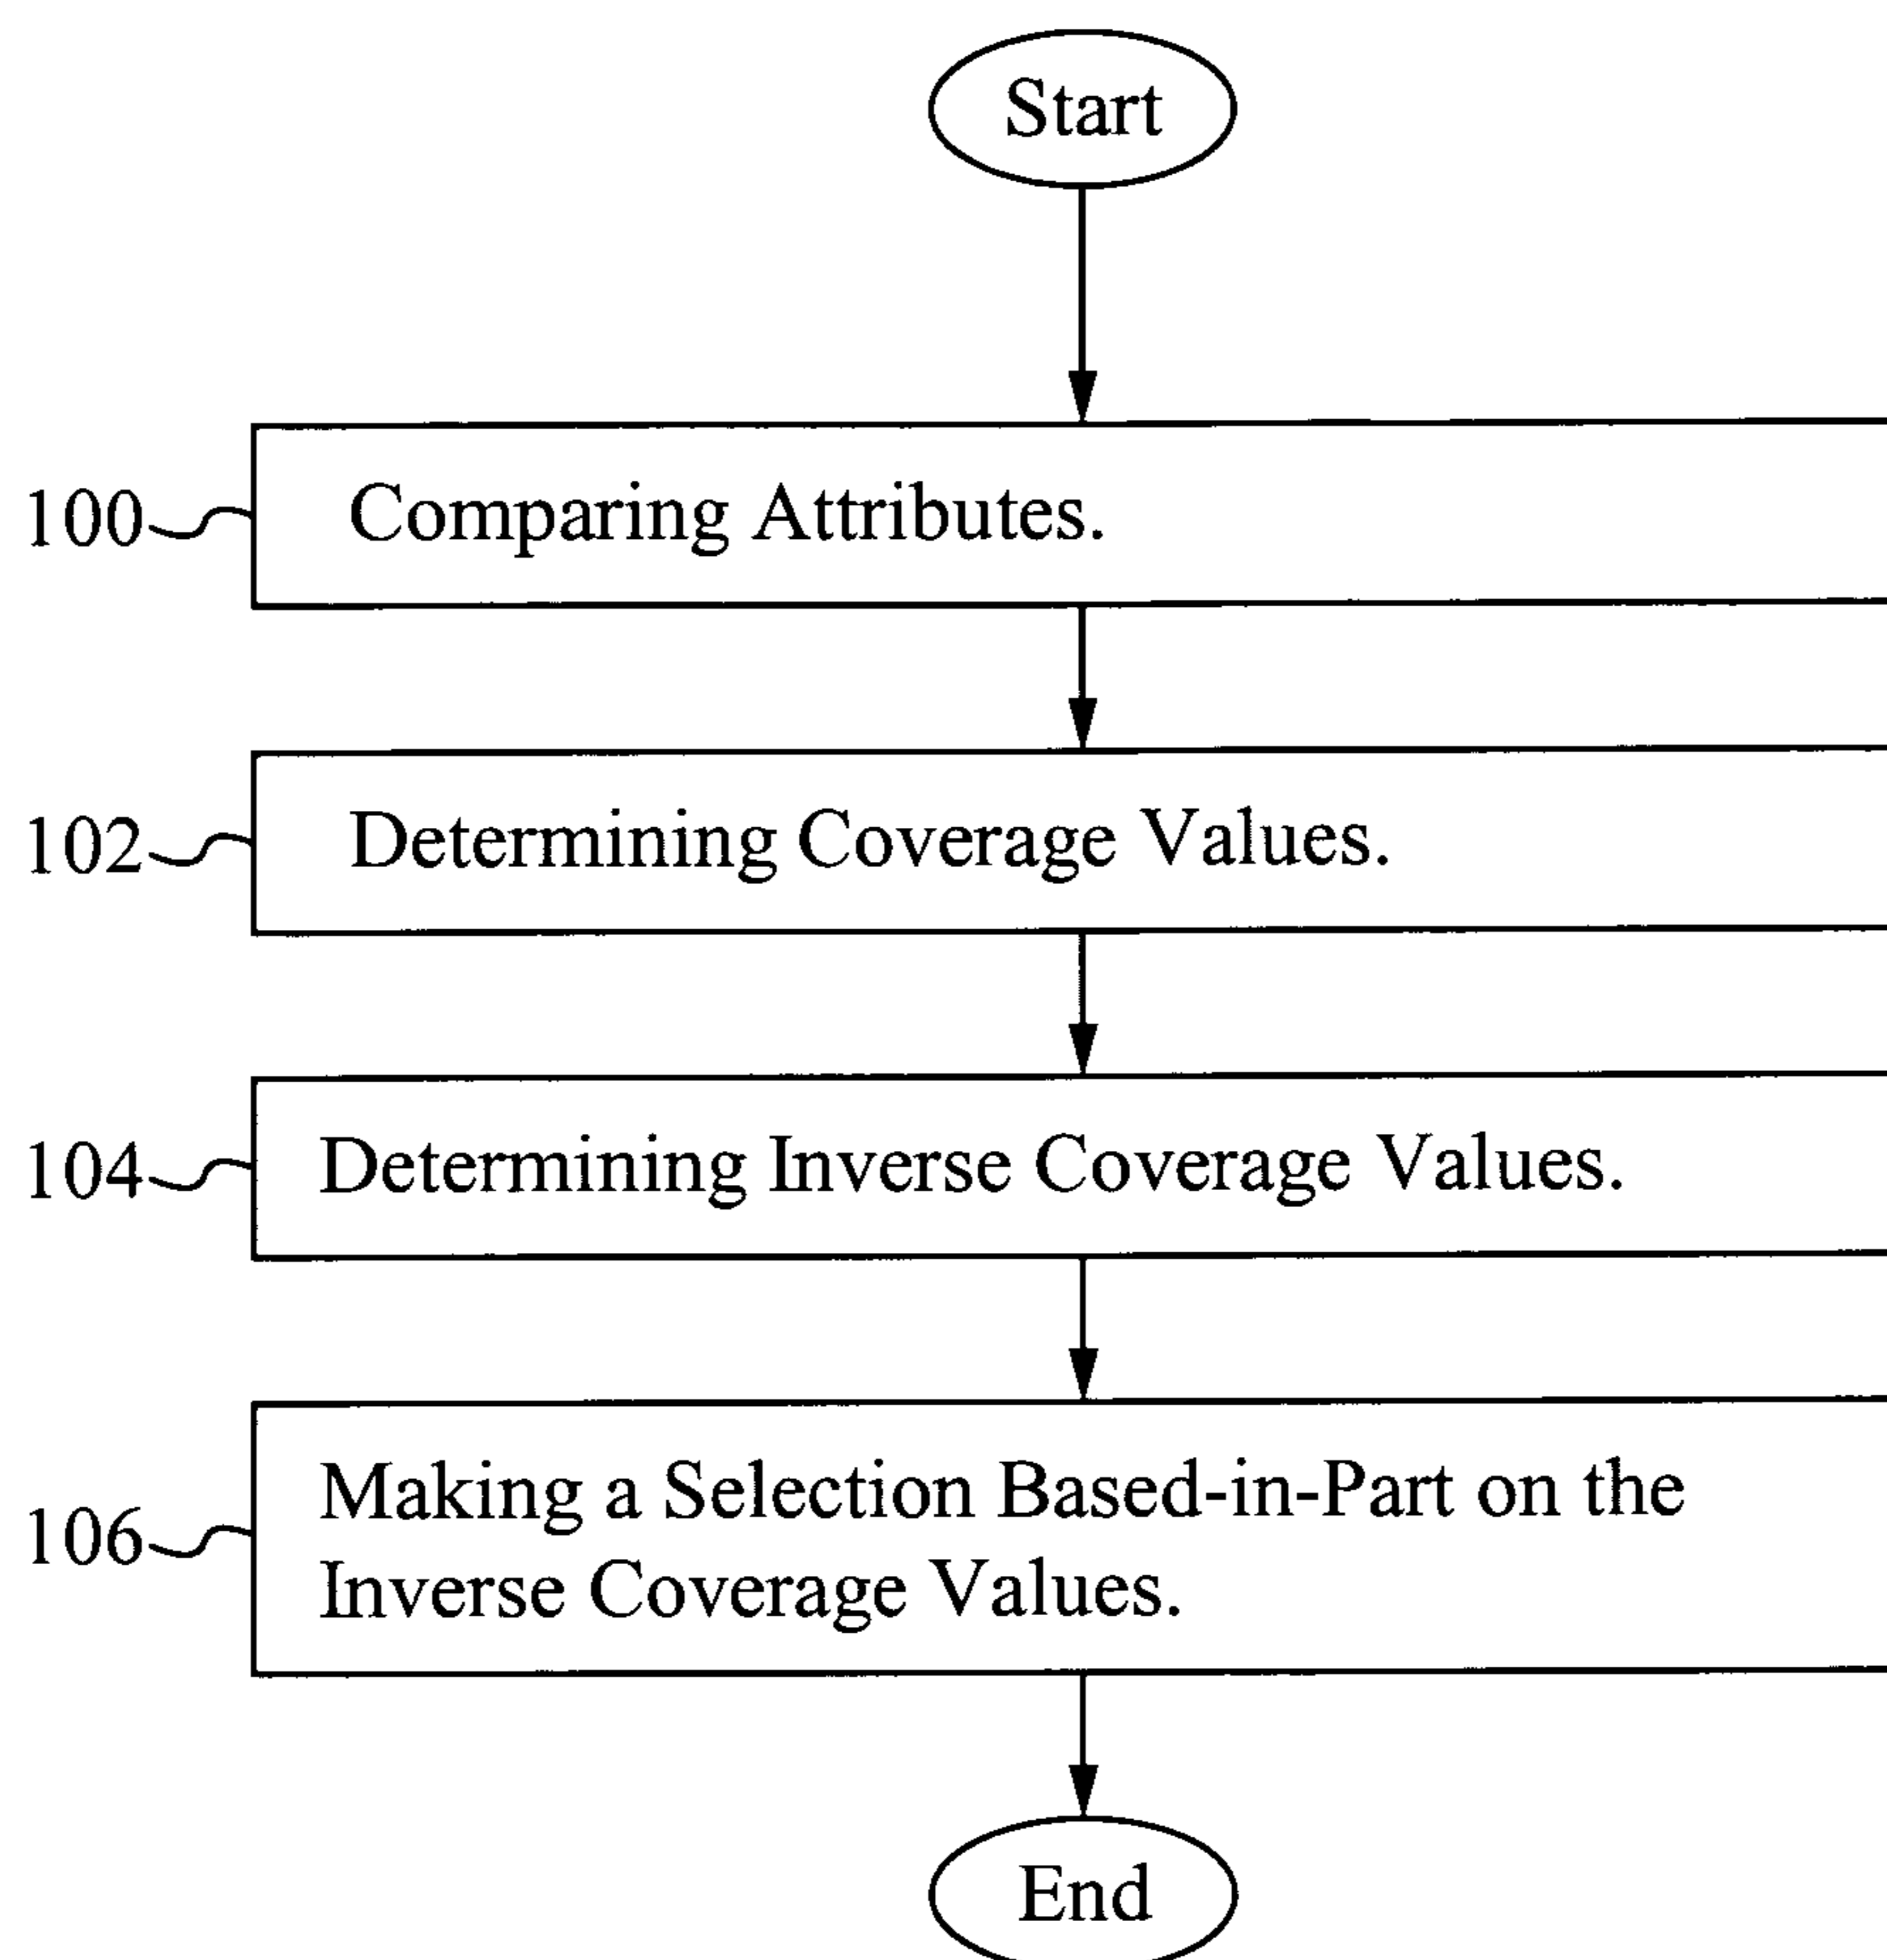 Start
100
Comparing Attributes.
102
Determining Coverage Values.
104
Determining Inverse Coverage Values.
106
Making a Selection Based-in-Part on the
Inverse Coverage Values.
End